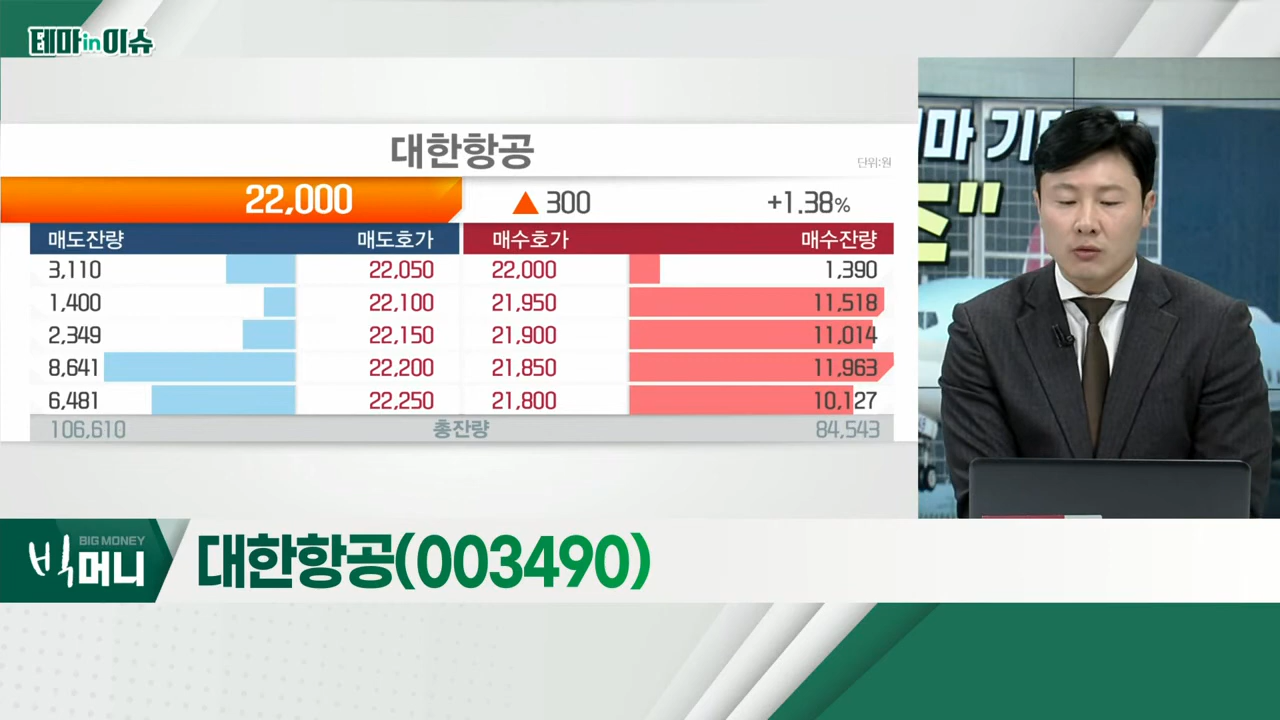 테마in이슈
마 기
즈"
대한항공
단위:원
22,000 ▲ 300 +1.38%
매도잔량 매도호가 매수호가 매수잔량
3,110 22,050 22,000 1,390
1,400 22,100 21,950 11,518
2,349 22,150 21,900 11,014
8,641 22,200 21,850 11,963
6,481 22,250 21,800 10,127
106,610 총잔량 84,543
BIG MONEY
빅머니
대한항공(003490)